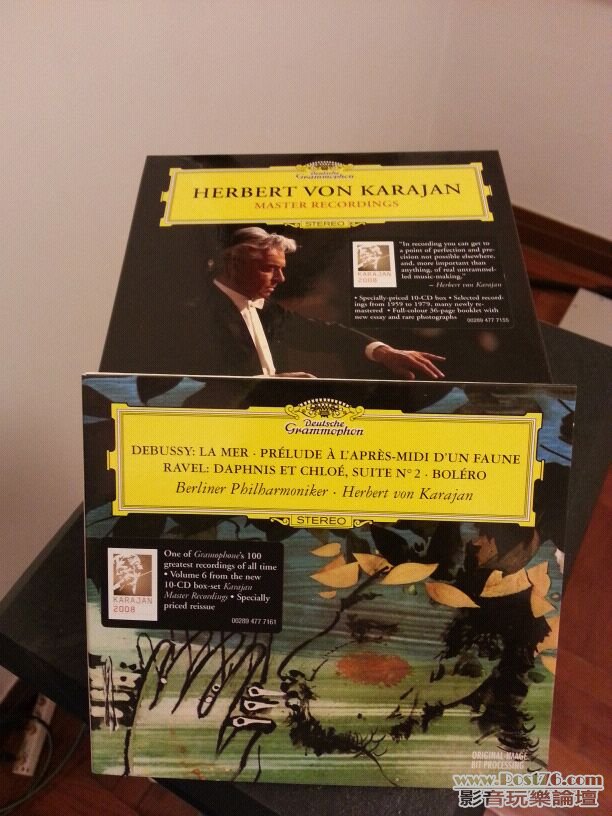 Deutsche
Grammophon
HERBERT VON KARAJAN
MASTER RECORDINGS
STEREO
KARAJAN
2008
"In recording you can get to
a point of perfection and pre-
cision not possible elsewhere,
and, more important than
anything, of real untrammel-
led music-making."
– Herbert von Karajan
• Specially-priced 10-CD box • Selected record-
ings from 1959 to 1979, many newly re-
mastered • Full-colour 36-page booklet with
new essay and rare photographs
00289 477 7155
Deutsche
Grammophon
DEBUSSY: LA MER · PRÉLUDE À L'APRÈS-MIDI D'UN FAUNE
RAVEL: DAPHNIS ET CHLOÉ, SUITE N° 2 · BOLÉRO
Berliner Philharmoniker · Herbert von Karajan
STEREO
KARAJAN
2008
One of Gramophone's 100
greatest recordings of all time
• Volume 6 from the new
10-CD box-set Karajan
Master Recordings • Specially
priced reissue
00289 477 7161
ORIGINAL-IMAGE
BIT-PROCESSING
www.Post76.com
影音玩樂論壇